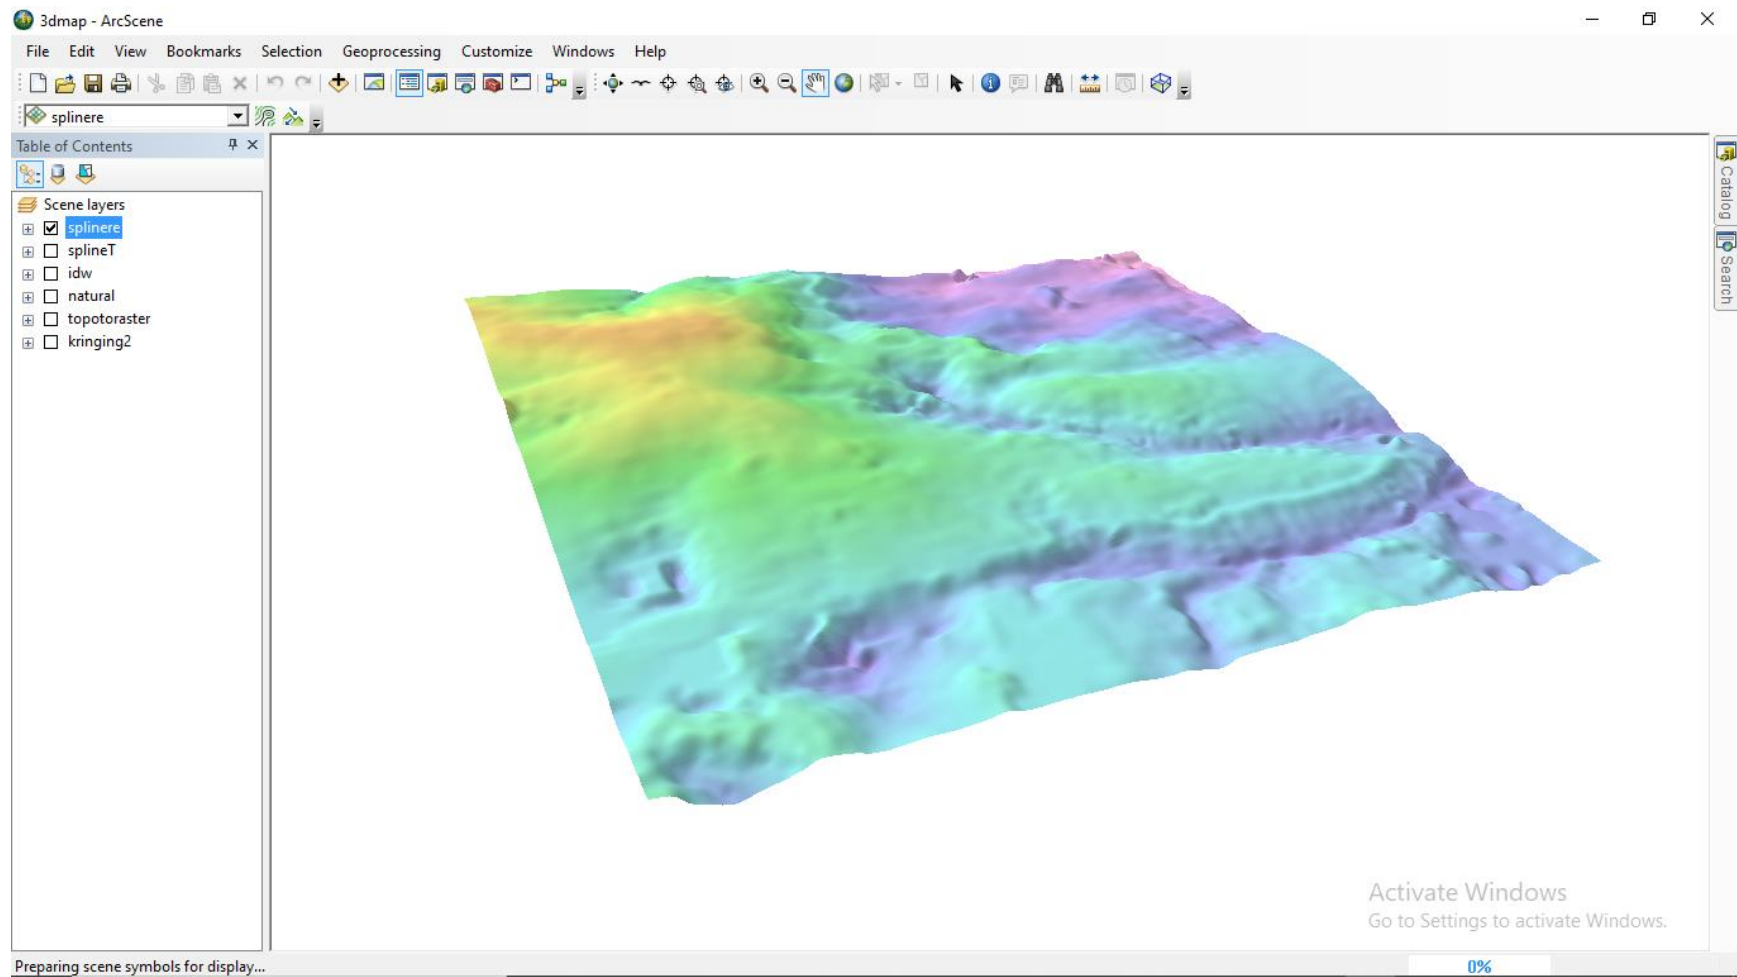 3dmap - ArcScene
File Edit View Bookmarks Selection Geoprocessing Customize Windows Help
splinere
Table of Contents
Scene layers
splinere
splineT
idw
natural
topotoraster
kringing2
Catalog
Search
Activate Windows
Go to Settings to activate Windows.
Preparing scene symbols for display...
0%